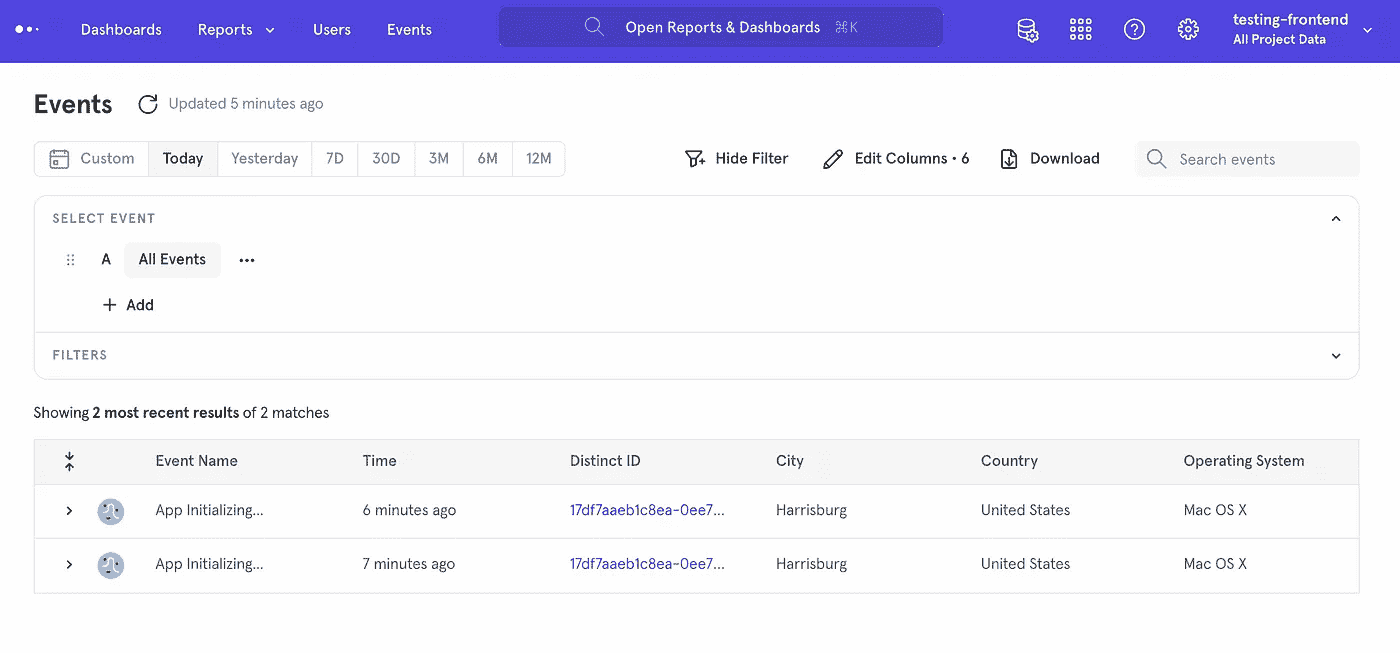 Dashboards Reports Users Events Open Reports & Dashboards ⌘K testing-frontend
All Project Data
Events Updated 5 minutes ago
Custom Today Yesterday 7D 30D 3M 6M 12M Hide Filter Edit Columns • 6 Download Search events
SELECT EVENT
A All Events
+ Add
FILTERS
Showing 2 most recent results of 2 matches
Event Name Time Distinct ID City Country Operating System
App Initializing... 6 minutes ago 17df7aaeb1c8ea-0ee7... Harrisburg United States Mac OS X
App Initializing... 7 minutes ago 17df7aaeb1c8ea-0ee7... Harrisburg United States Mac OS X